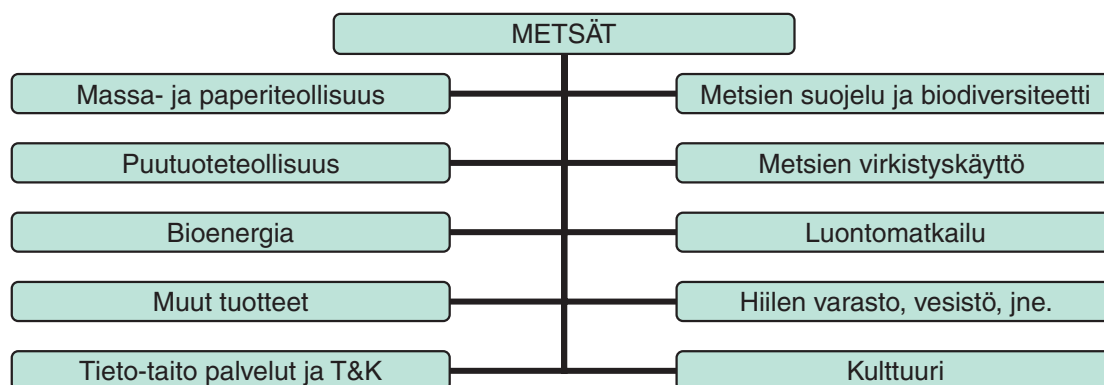 METSÄT
Massa- ja paperiteollisuus
Metsien suojelu ja biodiversiteetti
Puutuoteteollisuus
Metsien virkistyskäyttö
Bioenergia
Luontomatkailu
Muut tuotteet
Hiilen varasto, vesistö, jne.
Tieto-taito palvelut ja T&K
Kulttuuri